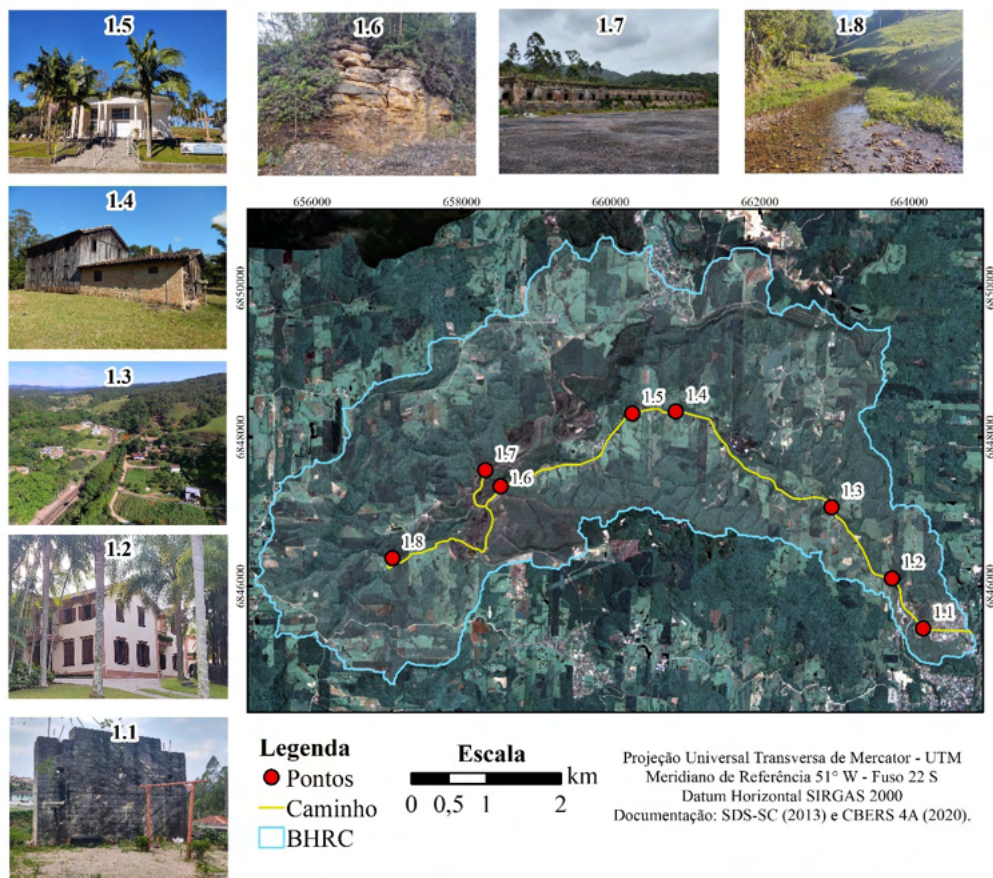 1.5
1.6
1.7
1.8
1.4
1.3
1.2
1.1
656000
658000
660000
662000
664000
6850000
6848000
6846000
6850000
6848000
6846000
1.5
1.4
1.7
1.6
1.3
1.8
1.2
1.1
Legenda
Pontos
Caminho
BHRC
Escala
km
0 0,5 1 2
Projeção Universal Transversa de Mercator - UTM
Meridiano de Referência 51° W - Fuso 22 S
Datum Horizontal SIRGAS 2000
Documentação: SDS-SC (2013) e CBERS 4A (2020).